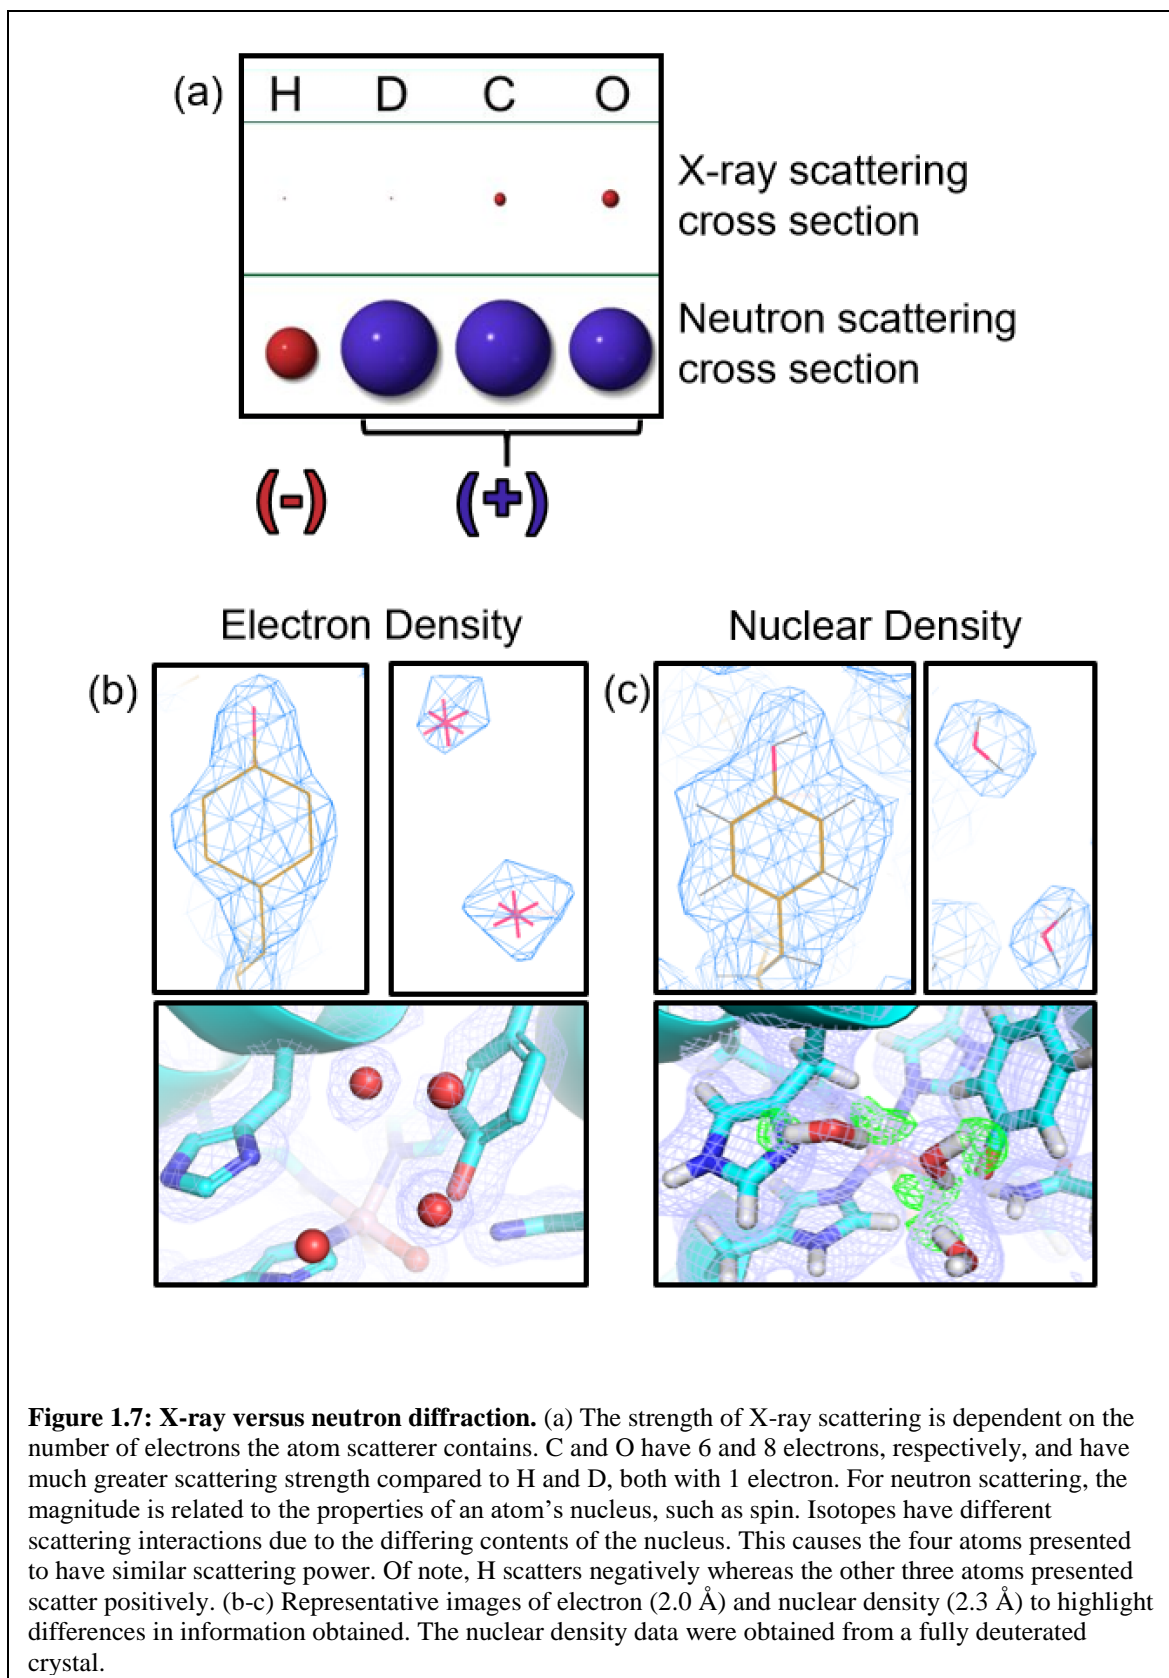 (a) H D C O
X-ray scattering
cross section
Neutron scattering
cross section
(-) (+)
Electron Density Nuclear Density
(b) (c)
Figure 1.7: X-ray versus neutron diffraction. (a) The strength of X-ray scattering is dependent on the
number of electrons the atom scatterer contains. C and O have 6 and 8 electrons, respectively, and have
much greater scattering strength compared to H and D, both with 1 electron. For neutron scattering, the
magnitude is related to the properties of an atom’s nucleus, such as spin. Isotopes have different
scattering interactions due to the differing contents of the nucleus. This causes the four atoms presented
to have similar scattering power. Of note, H scatters negatively whereas the other three atoms presented
scatter positively. (b-c) Representative images of electron (2.0 Å) and nuclear density (2.3 Å) to highlight
differences in information obtained. The nuclear density data were obtained from a fully deuterated
crystal.